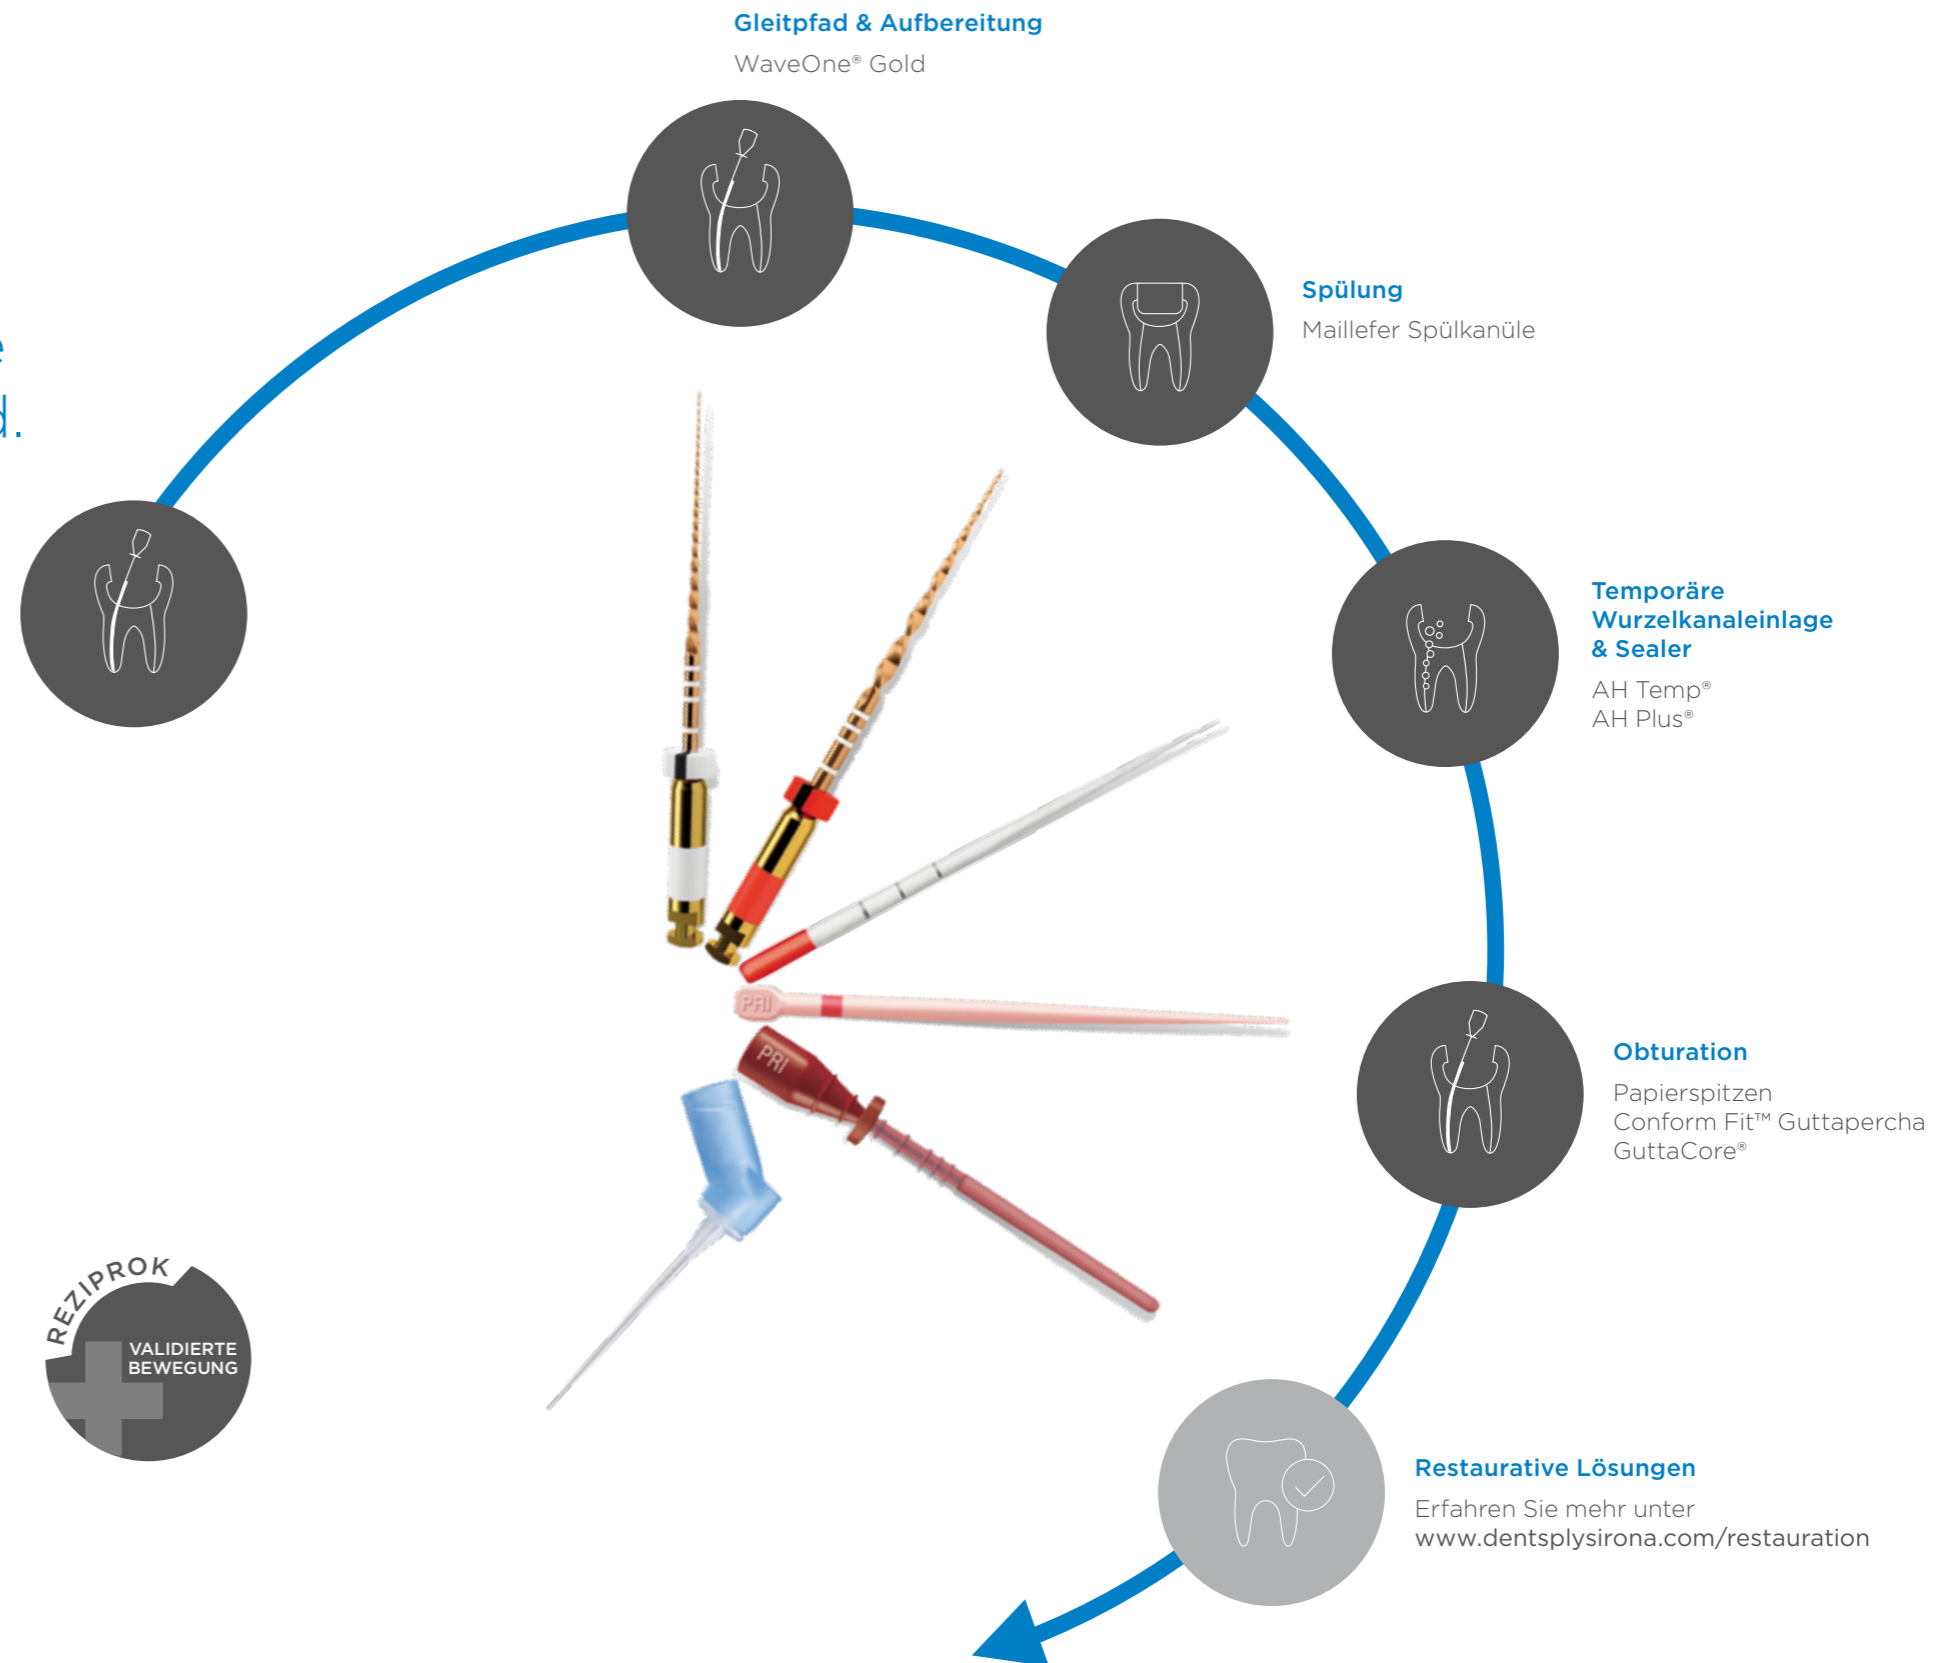 Gleitpfad & Aufbereitung
WaveOne® Gold
Spülung
Maillefer Spülkanüle
Temporäre
Wurzelkanaleinlage
& Sealer
AH Temp®
AH Plus®
PRI
PRI
Obturation
Papierspitzen
Conform Fit™ Guttapercha
GuttaCore®
REZIPROK
VALIDIERTE
BEWEGUNG
Restaurative Lösungen
Erfahren Sie mehr unter
www.dentsplysirona.com/restauration